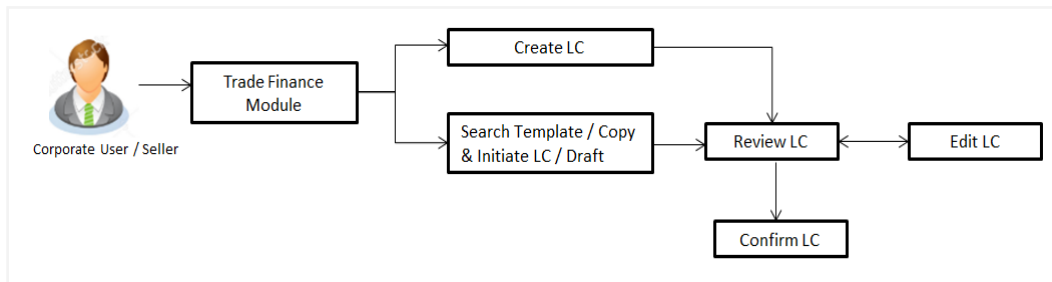 Corporate User / Seller
Trade Finance
Module
Create LC
Search Template / Copy
& Initiate LC / Draft
Review LC
Edit LC
Confirm LC